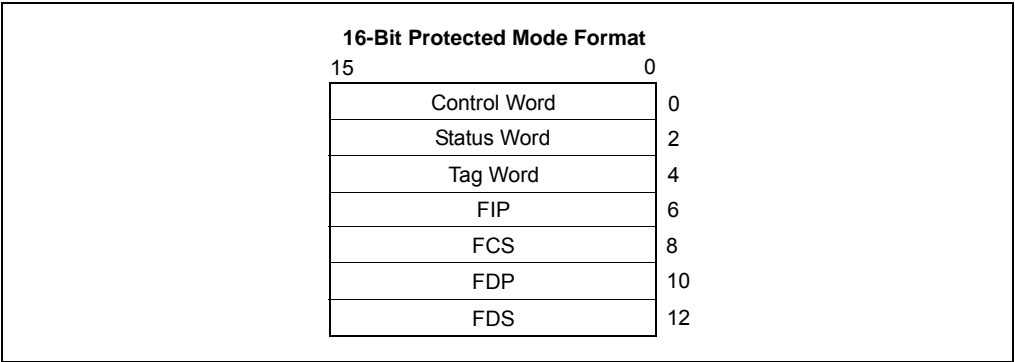 16-Bit Protected Mode Format
15 0
Control Word 0
Status Word 2
Tag Word 4
FIP 6
FCS 8
FDP 10
FDS 12